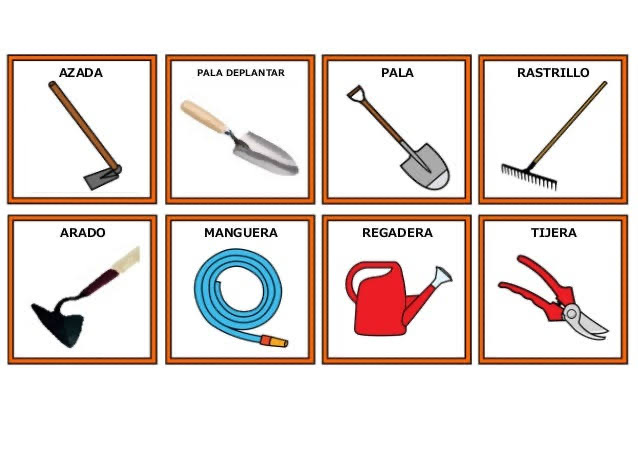 AZADA
PALA DEPLANTAR
PALA
RASTRILLO
ARADO
MANGUERA
REGADERA
TIJERA